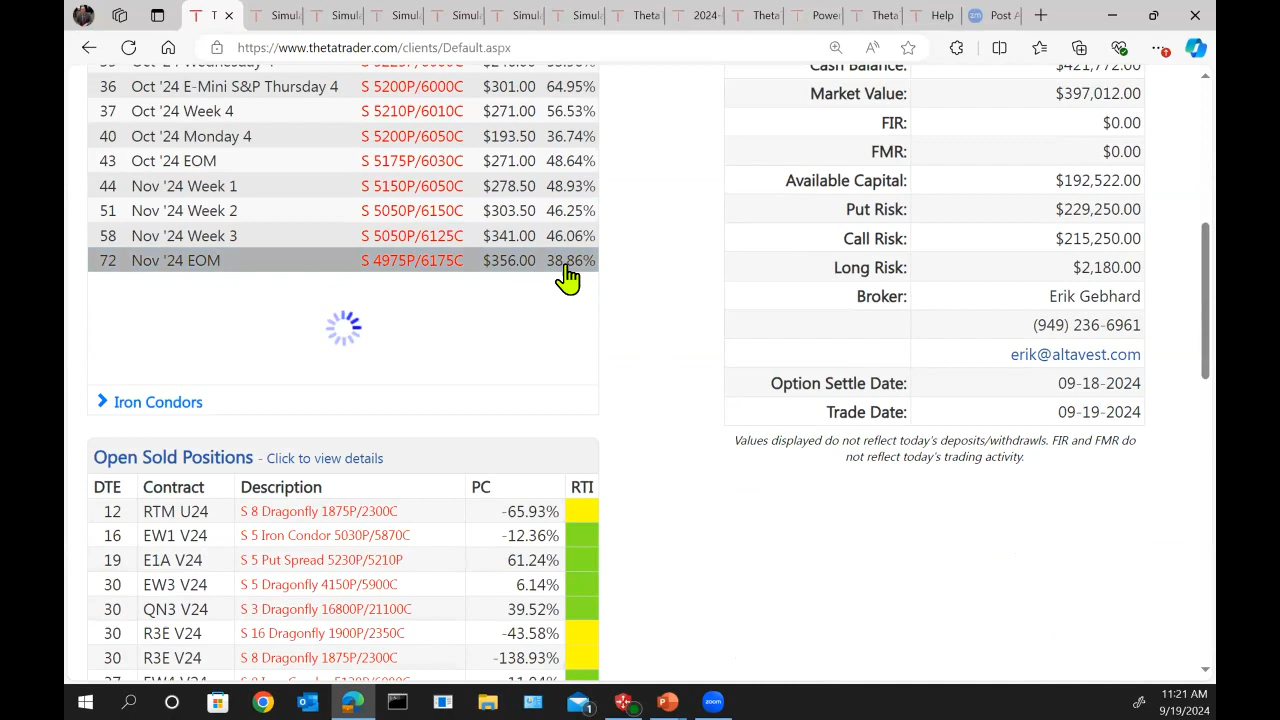 T
Simul
Simul
Simul
Simul
Simul
Simul
Theta
2024-
Theta
Power
Theta
Help
Post A
https://www.thetatrader.com/clients/Default.aspx
36 Oct '24 E-Mini S&P Thursday 4 S 5200P/6000C $301.00 64.95%
37 Oct '24 Week 4 S 5210P/6010C $271.00 56.53%
40 Oct '24 Monday 4 S 5200P/6050C $193.50 36.74%
43 Oct '24 EOM S 5175P/6030C $271.00 48.64%
44 Nov '24 Week 1 S 5150P/6050C $278.50 48.93%
51 Nov '24 Week 2 S 5050P/6150C $303.50 46.25%
58 Nov '24 Week 3 S 5050P/6125C $341.00 46.06%
72 Nov '24 EOM S 4975P/6175C $356.00 38.86%
Iron Condors
Open Sold Positions - Click to view details
DTE Contract Description PC RTI
12 RTM U24 S 8 Dragonfly 1875P/2300C -65.93%
16 EW1 V24 S 5 Iron Condor 5030P/5870C -12.36%
19 E1A V24 S 5 Put Spread 5230P/5210P 61.24%
30 EW3 V24 S 5 Dragonfly 4150P/5900C 6.14%
30 QN3 V24 S 3 Dragonfly 16800P/21100C 39.52%
30 R3E V24 S 16 Dragonfly 1900P/2350C -43.58%
30 R3E V24 S 8 Dragonfly 1875P/2300C -138.93%
Cash Balance: $421,772.00
Market Value: $397,012.00
FIR: $0.00
FMR: $0.00
Available Capital: $192,522.00
Put Risk: $229,250.00
Call Risk: $215,250.00
Long Risk: $2,180.00
Broker: Erik Gebhard
(949) 236-6961
erik@altavest.com
Option Settle Date: 09-18-2024
Trade Date: 09-19-2024
Values displayed do not reflect today's deposits/withdrawls. FIR and FMR do
not reflect today's trading activity.
zoom
11:21 AM
9/19/2024